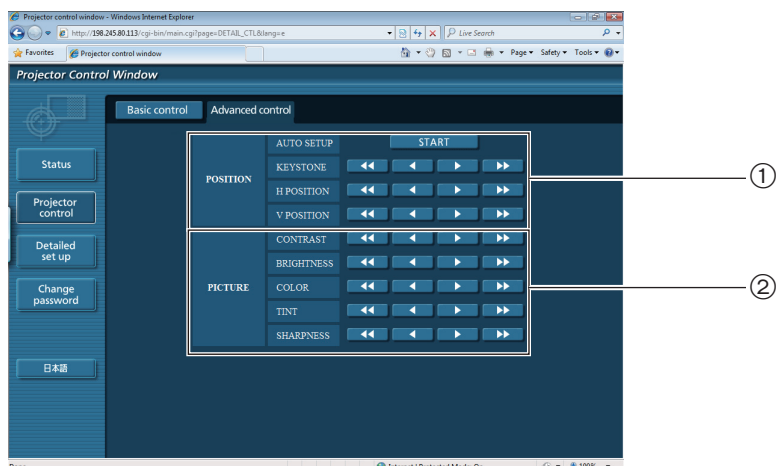 Projector control window - Windows Internet Explorer
http://198.245.80.113/cgi-bin/main.cgi?page=DETAIL_CTL&lang=e
Live Search
Favorites
Projector control window
Page Safety Tools
Projector Control Window
Basic control
Advanced control
Status
Projector control
Detailed set up
Change password
日本語
POSITION
AUTO SETUP START
KEYSTONE
H POSITION
V POSITION
①
PICTURE
CONTRAST
BRIGHTNESS
COLOR
TINT
SHARPNESS
②
100%